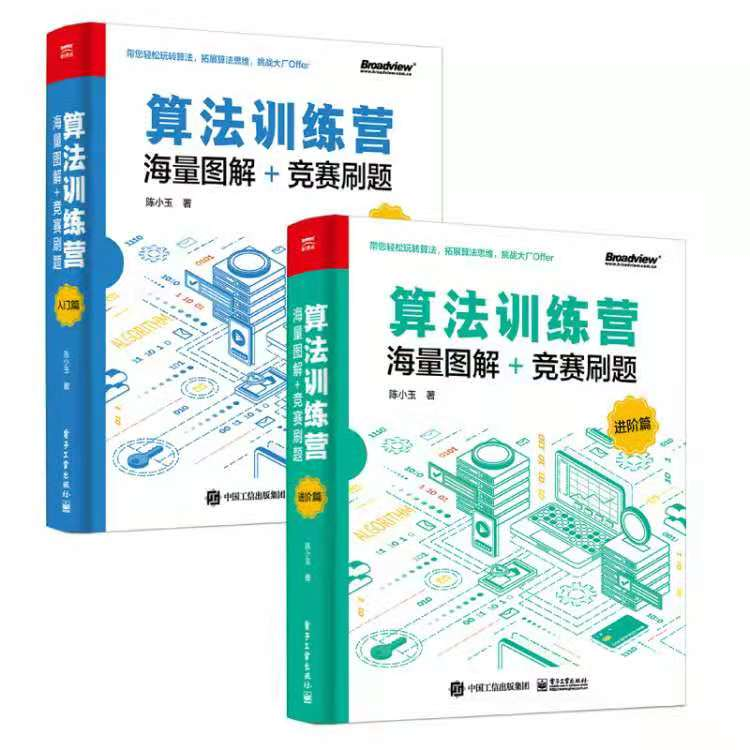 带您轻松玩转算法，拓展算法思维，挑战大厂Offer
Broadview®
www.broadview.com.cn
算法训练营
海量图解 + 竞赛刷题
陈小玉 著
ALGORITHM
中国工信出版集团
算法训练营
海量图解+竞赛刷题
入门篇
陈小玉 著
电子工业出版社
带您轻松玩转算法，拓展算法思维，挑战大厂Offer
Broadview®
www.broadview.com.cn
算法训练营
海量图解 + 竞赛刷题
陈小玉 著
进阶篇
ALGORITHM
中国工信出版集团
电子工业出版社
算法训练营
海量图解+竞赛刷题
进阶篇
陈小玉 著
电子工业出版社